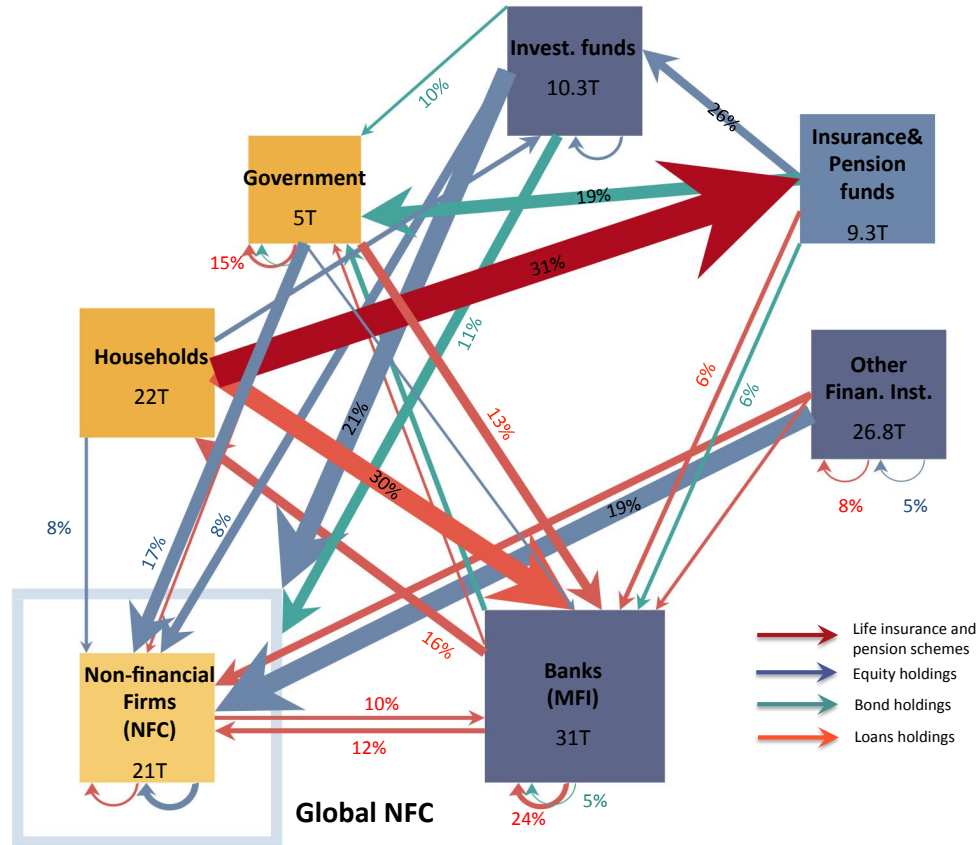 Invest. funds
10.3T
10%
26%
Insurance&
Pension
funds
9.3T
Government
5T
19%
15%
31%
11%
Households
22T
Other
Finan. Inst.
26.8T
6%
6%
21%
13%
30%
19%
8%
5%
8%
17%
8%
16%
Non-financial
Firms
(NFC)
21T
10%
12%
Banks
(MFI)
31T
24%
5%
Global NFC
Life insurance and
pension schemes
Equity holdings
Bond holdings
Loans holdings